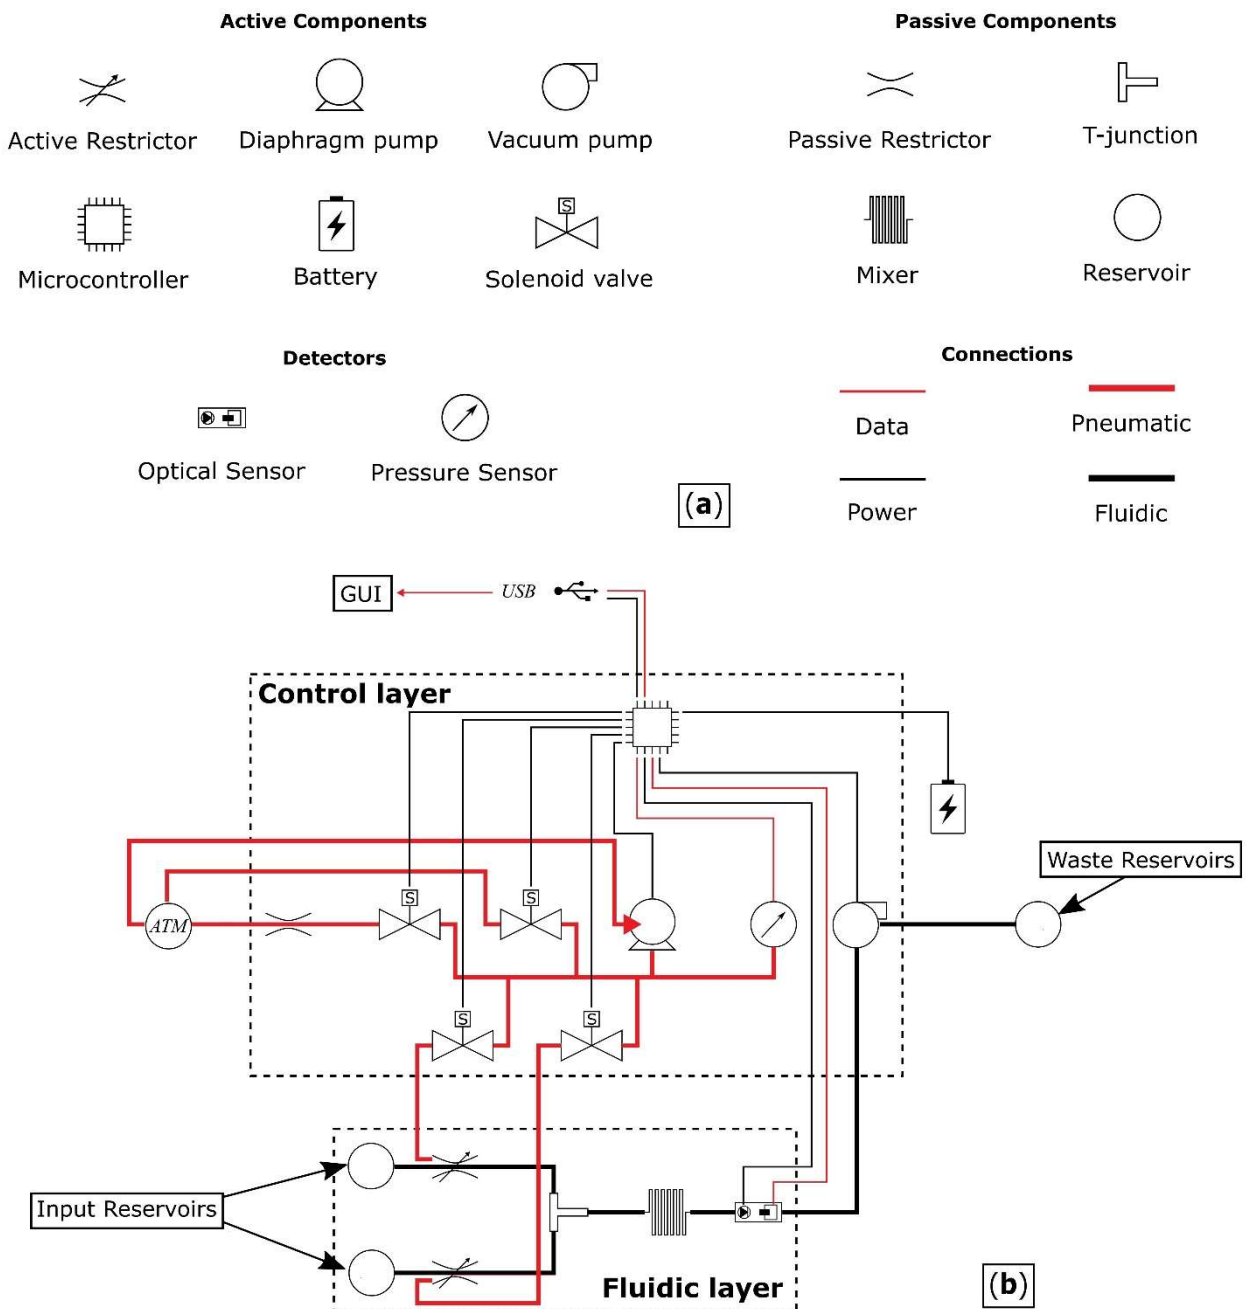 Active Components
Passive Components
Active Restrictor
Diaphragm pump
Vacuum pump
Passive Restrictor
T-junction
S
Microcontroller
Battery
Solenoid valve
Mixer
Reservoir
Detectors
Connections
Optical Sensor
Pressure Sensor
Data
Pneumatic
Power
Fluidic
(a)
GUI
USB
Control layer
Waste Reservoirs
S
S
ATM
S
S
Input Reservoirs
Fluidic layer
(b)